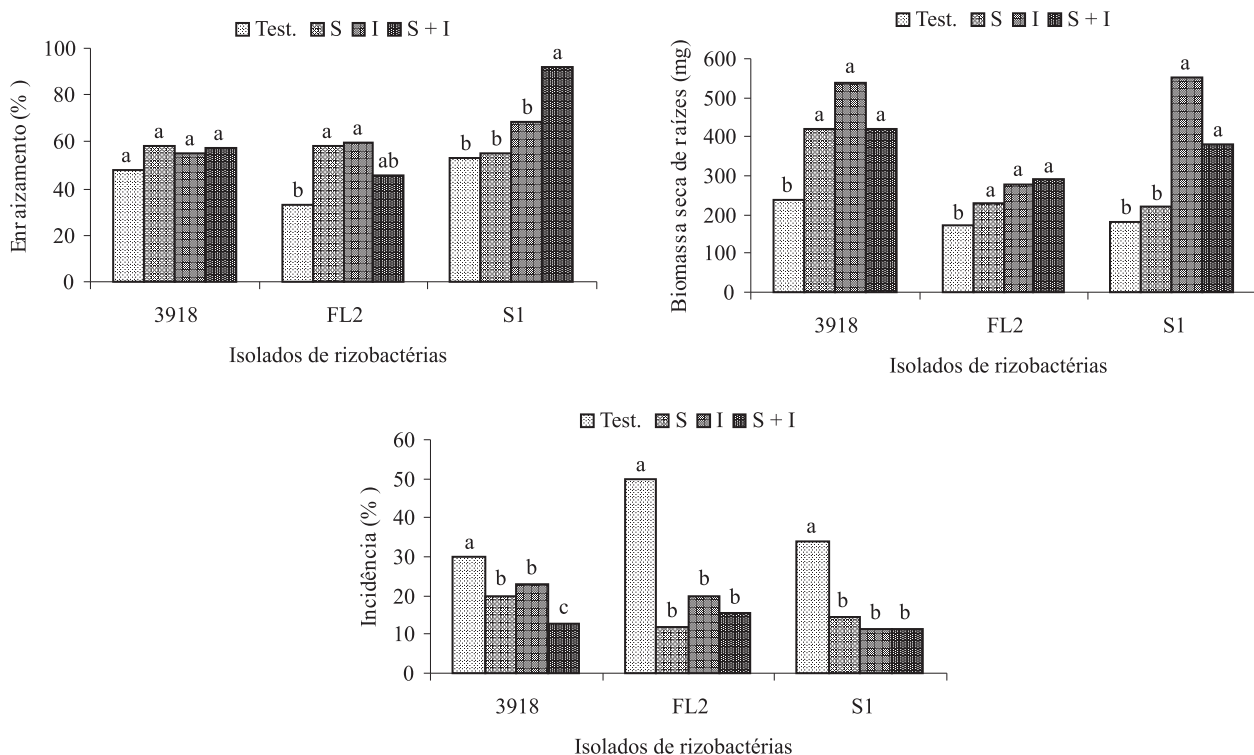 Test. S I S + I
Enraizamento (% )
100
80
60
40
20
0
a a a a
b a a ab
b b b a
3918 FL2 S1
Isolados de rizobactérias
Test. S I S + I
Biomassa seca de raízes (mg)
600
500
400
300
200
100
0
b a a a
b a a a
b b a a
3918 FL2 S1
Isolados de rizobactérias
Test. S I S + I
Incidência (% )
60
50
40
30
20
10
0
a b b c
a b b b
a b b b
3918 FL2 S1
Isolados de rizobactérias